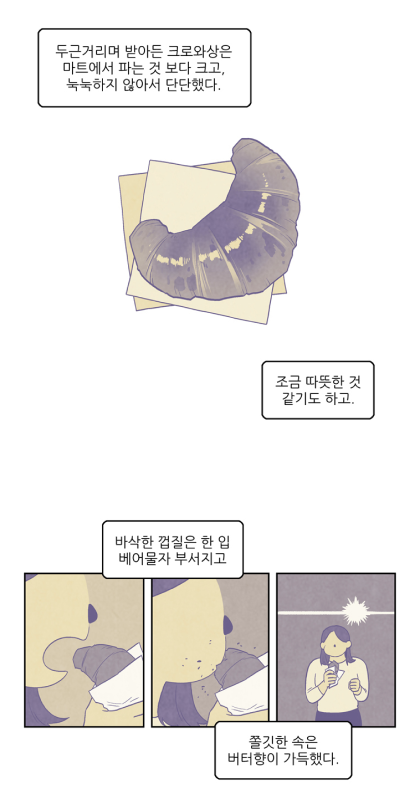 두근거리며 받아든 크로와상은
마트에서 파는 것 보다 크고,
눅눅하지 않아서 단단했다.
조금 따뜻한 것
같기도 하고.
바삭한 껍질은 한 입
베어물자 부서지고
쫄깃한 속은
버터향이 가득했다.